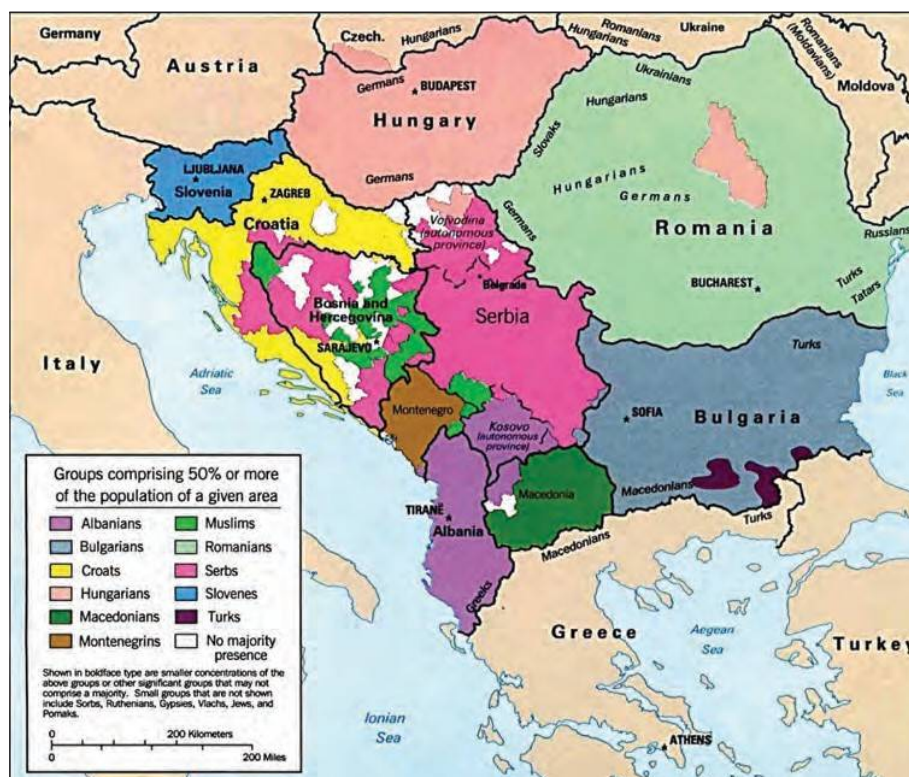 Germany
Czech.
Hungarians
Romanians
Hungarians
Ukraine
Romanians
(Moldavians)
Moldova
Austria
Germans
BUDAPEST
Hungary
Ukrainians
Hungarians
Slovaks
LJUBLJANA
Slovenia
ZAGREB
Croatia
Germans
Hungarians
Germans
Vojvodina
(autonomous
province)
Germans
Romania
Russians
Belgrade
BUCHAREST
Turks
Tatars
Bosnia and
Hercegovina
SARAJEVO
Serbia
Italy
Adriatic
Sea
Turks
Black
Sea
Montenegro
Kosovo
(autonomous
province)
SOFIA
Bulgaria
Macedonians
Macedonia
TIRANË
Albania
Turks
Macedonians
Greeks
Greece
Aegean
Sea
Turkey
Ionian
Sea
ATHENS
Groups comprising 50% or more
of the population of a given area
Albanians
Muslims
Bulgarians
Romanians
Croats
Serbs
Hungarians
Slovenes
Macedonians
Turks
Montenegrins
No majority
presence
Shown in boldface type are smaller concentrations of the
above groups or other significant groups that may not
comprise a majority. Small groups that are not shown
include Sorbs, Ruthenians, Gypsies, Vlachs, Jews, and
Pomaks.
0 200 Kilometers
0 200 Miles